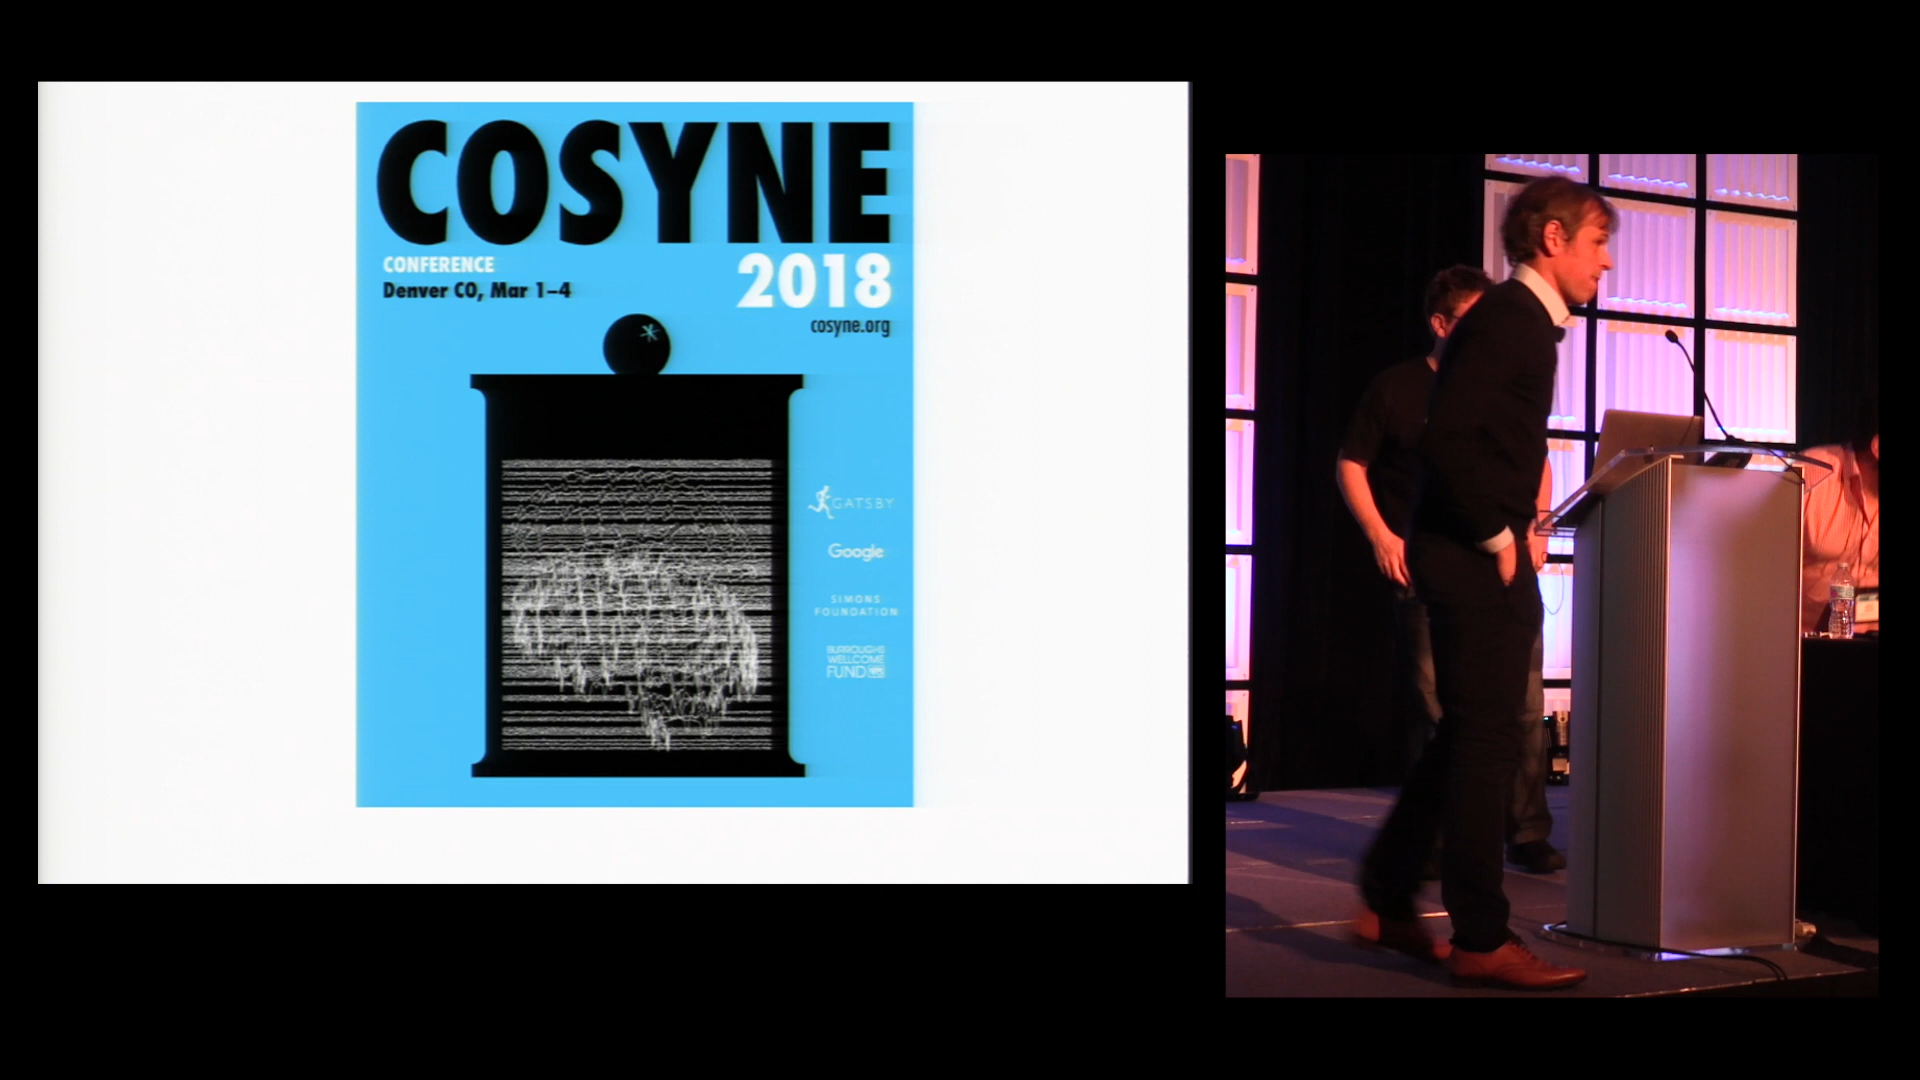 COSYNE
CONFERENCE
2018
Denver CO, Mar 1–4
cosyne.org
GATSBY
Google
SIMONS
FOUNDATION
BURROUGHS
WELLCOME
FUND